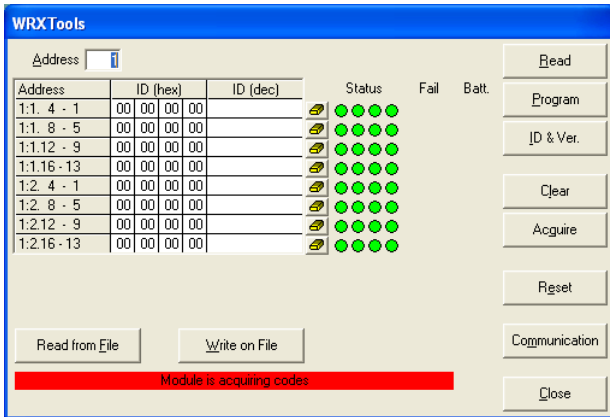 WRXTools
Address 1
Read
Address ID (hex) ID (dec) Status Fail Batt.
Program
1:1. 4 - 1 00 00 00 00
1:1. 8 - 5 00 00 00 00
ID & Ver.
1:1.12 - 9 00 00 00 00
1:1.16 - 13 00 00 00 00
1:2. 4 - 1 00 00 00 00
Clear
1:2. 8 - 5 00 00 00 00
1:2.12 - 9 00 00 00 00
Acquire
1:2.16 - 13 00 00 00 00
Reset
Read from File Write on File
Communication
Module is acquiring codes
Close